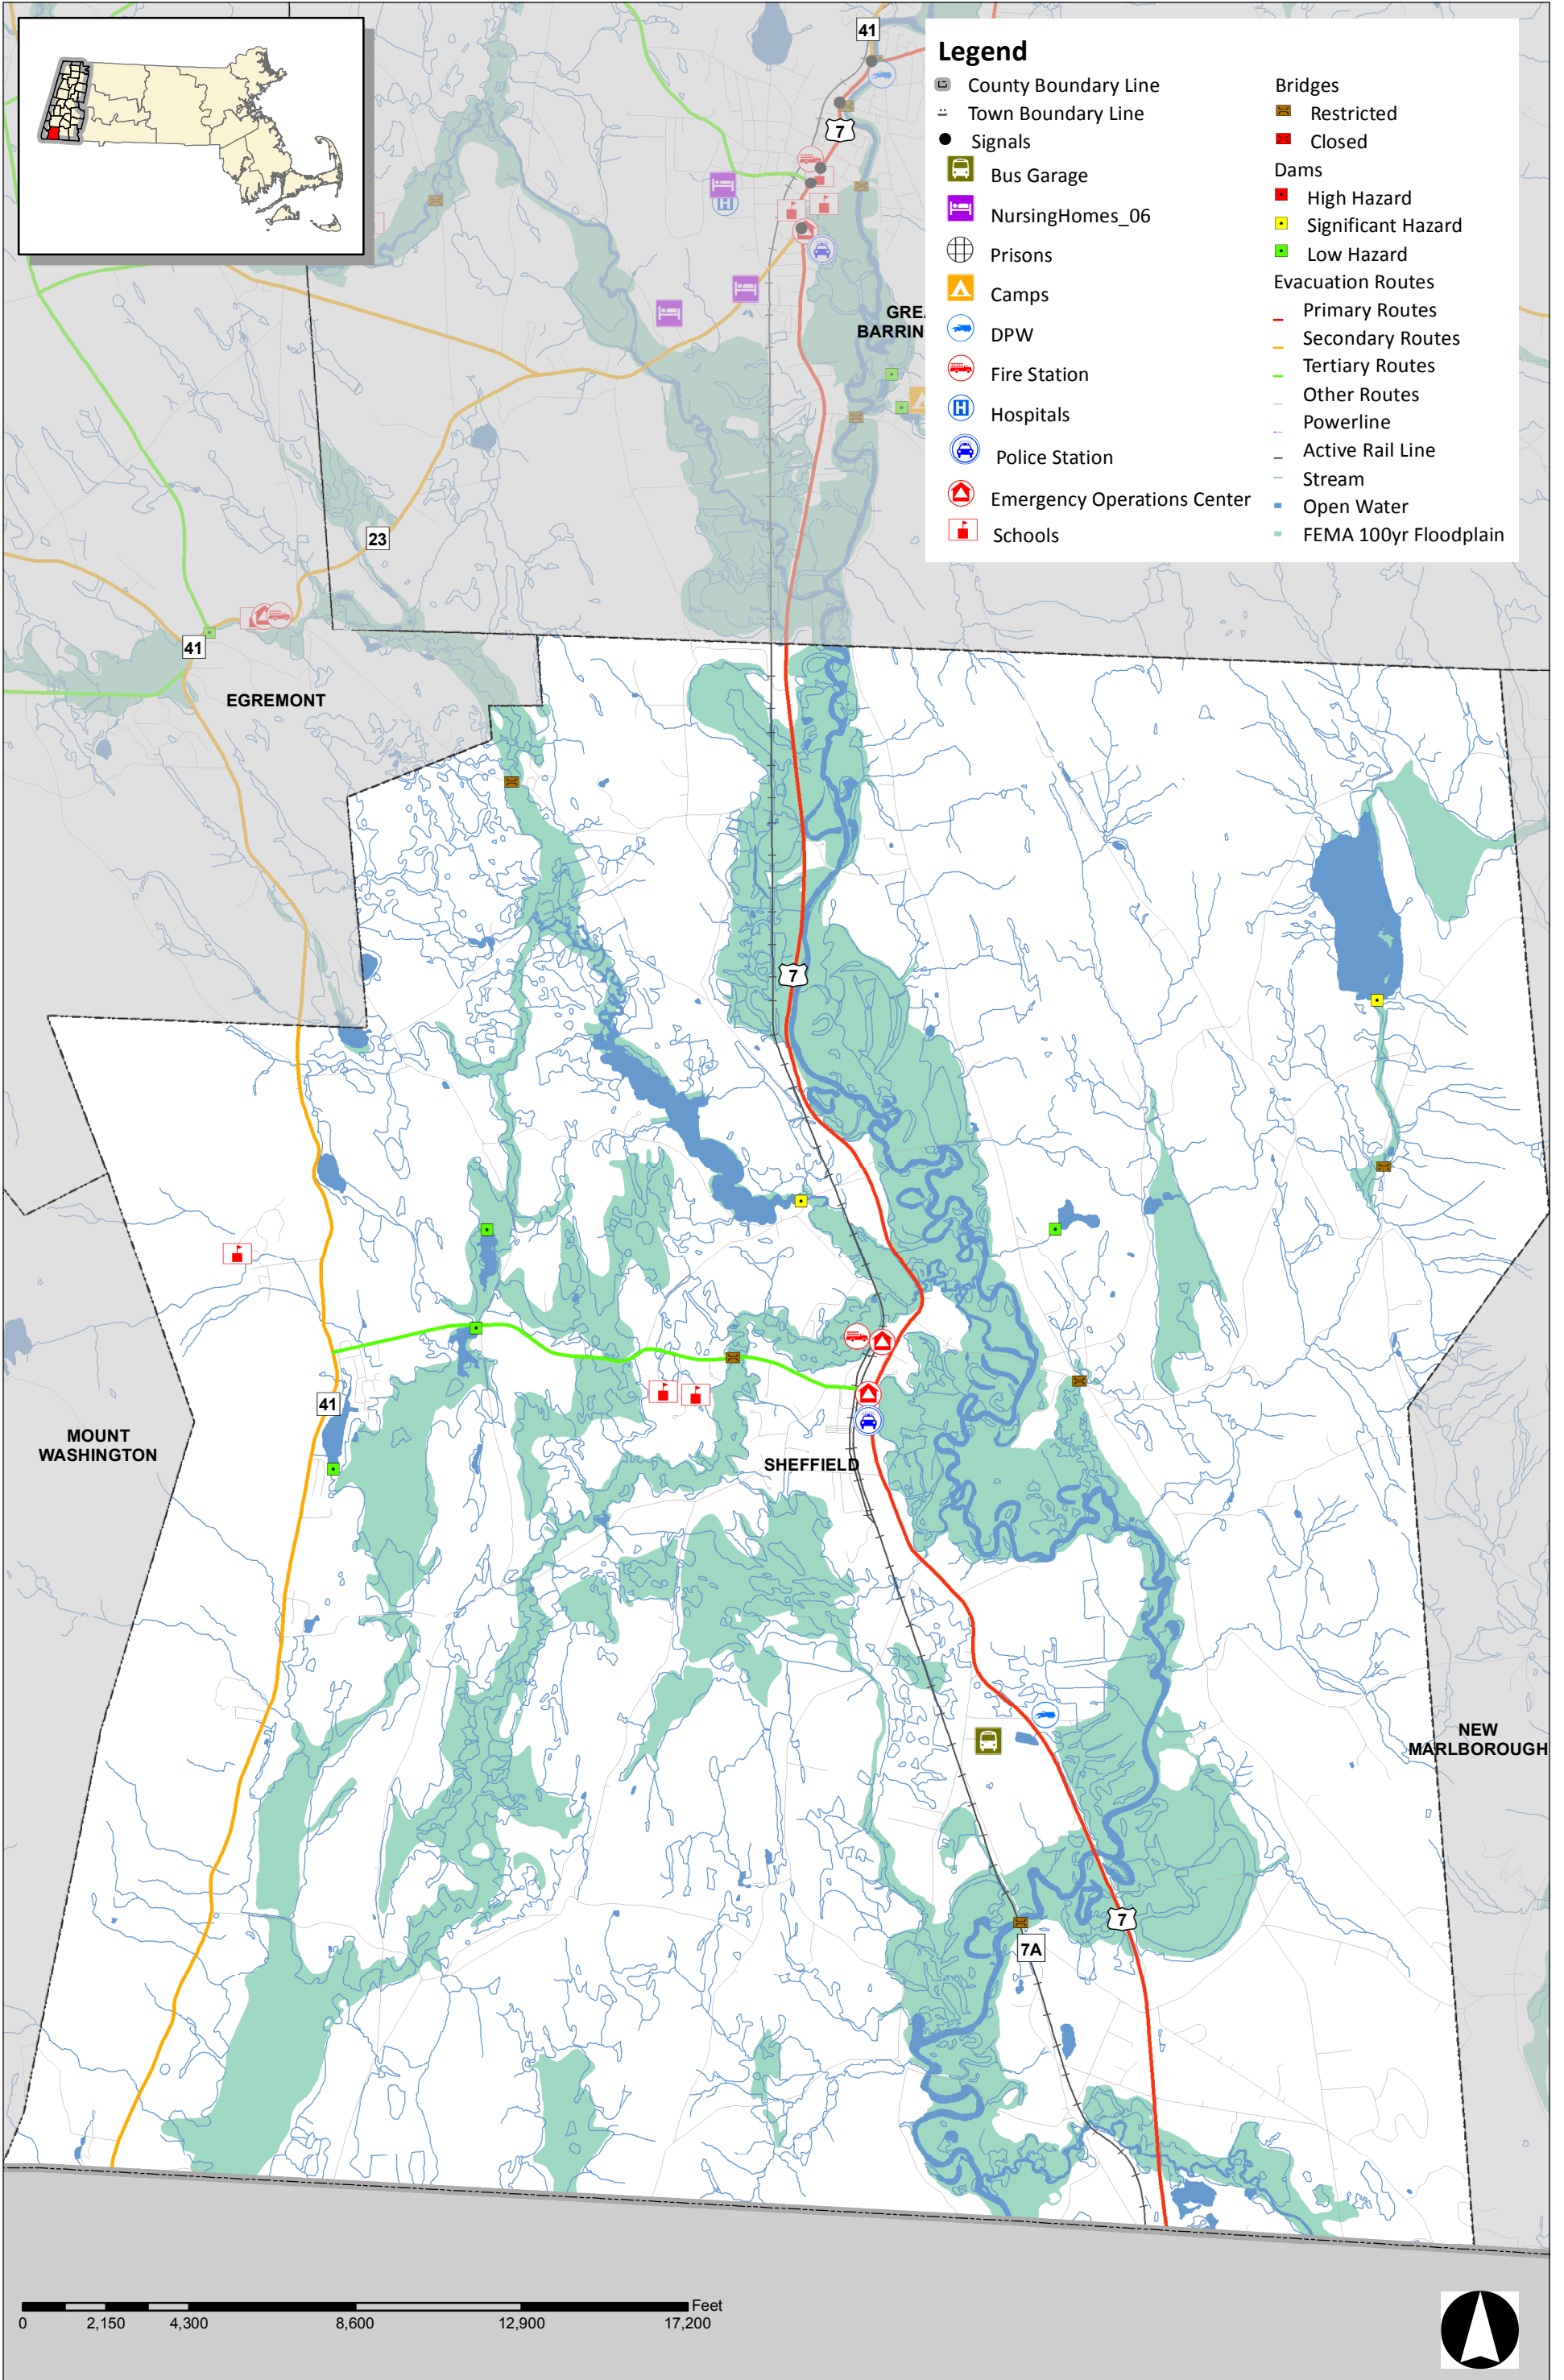 41
7
Legend
County Boundary Line
Town Boundary Line
Signals
Bus Garage
NursingHomes_06
Prisons
Camps
DPW
Fire Station
Hospitals
Police Station
Emergency Operations Center
Schools
Bridges
Restricted
Closed
Dams
High Hazard
Significant Hazard
Low Hazard
Evacuation Routes
Primary Routes
Secondary Routes
Tertiary Routes
Other Routes
Powerline
Active Rail Line
Stream
Open Water
FEMA 100yr Floodplain
H
GREA
BARRIN
23
41
EGREMONT
7
41
MOUNT
WASHINGTON
SHEFFIELD
NEW
MARLBOROUGH
7
7A
Feet
0 2,150 4,300 8,600 12,900 17,200